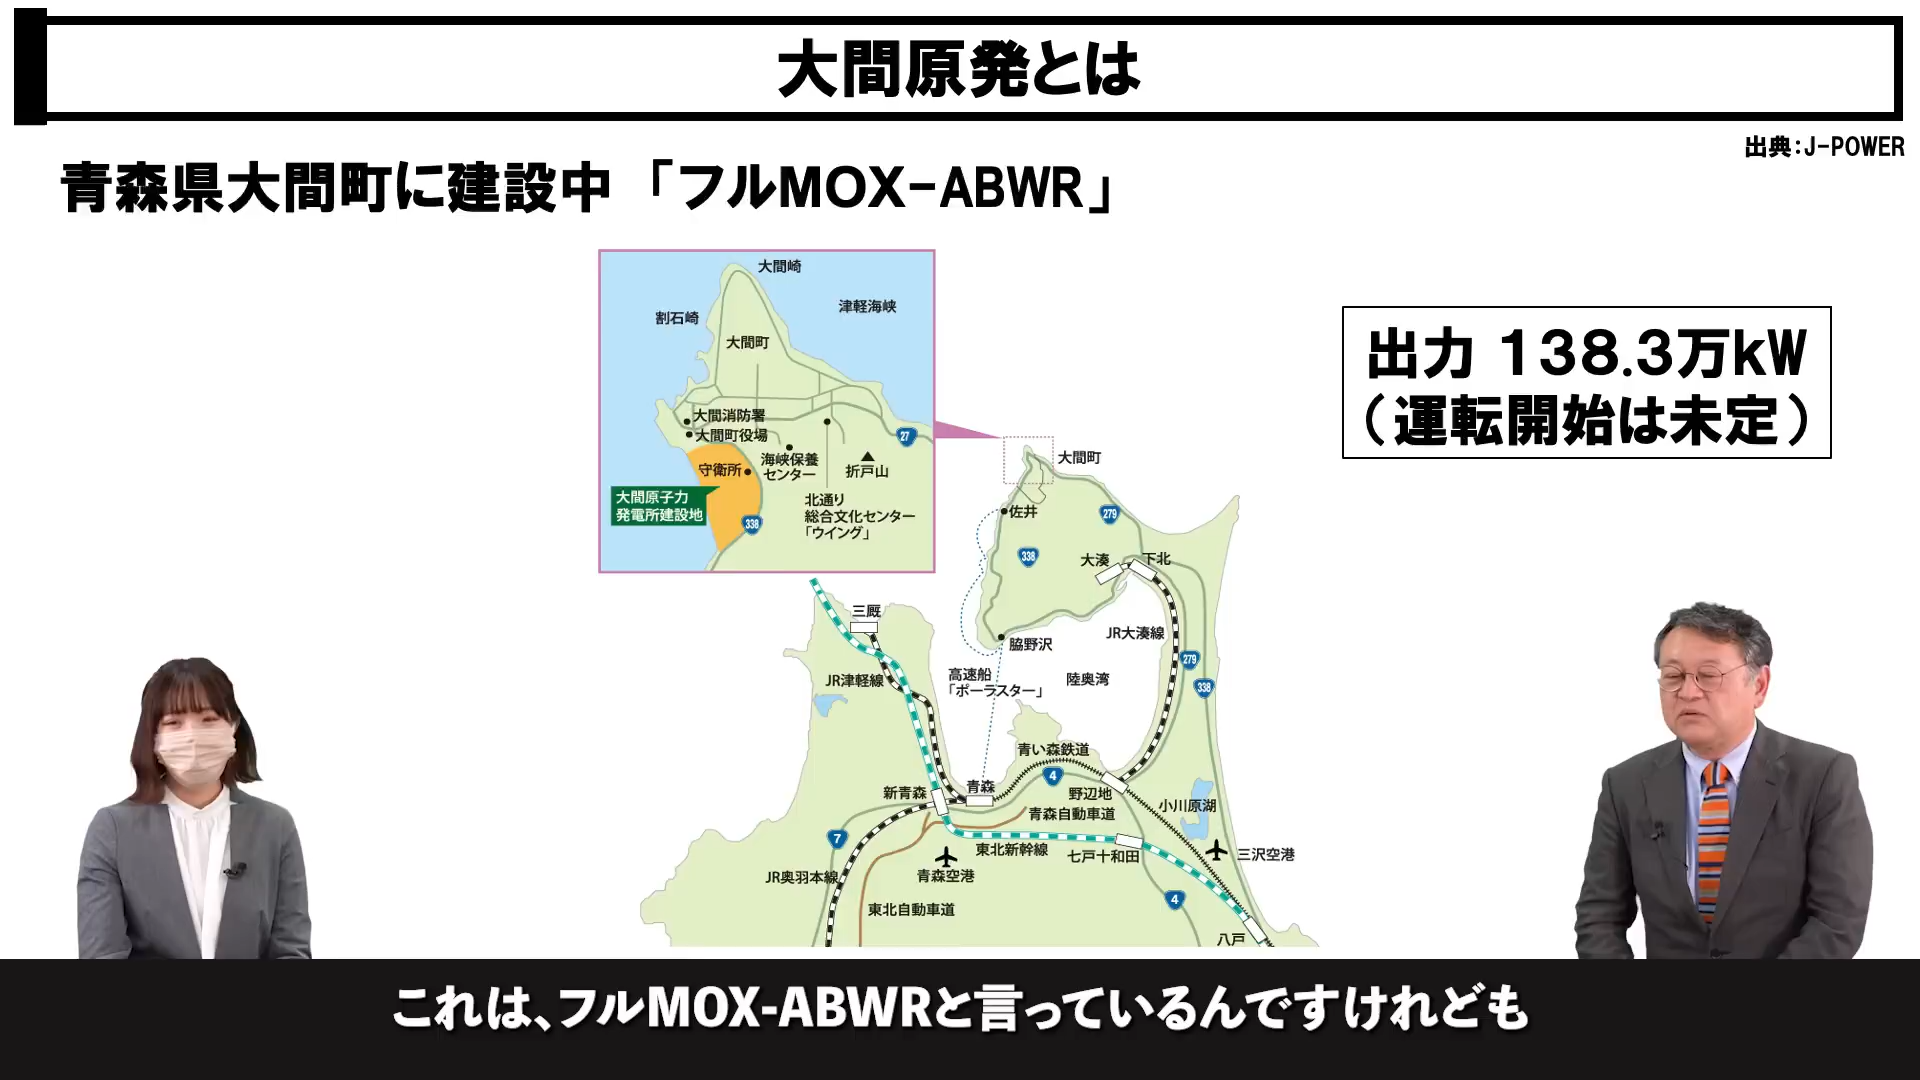 大間原発とは
出典：J-POWER
青森県大間町に建設中「フルMOX-ABWR」
大間崎
津軽海峡
割石崎
大間町
大間消防署
大間町役場
27
海峡保養
センター
守衛所
折戸山
大間原子力
発電所建設地
北通り
総合文化センター
「ウイング」
338
出力 138.3万kW
（運転開始は未定）
大間町
佐井
279
338
大湊
下北
三厩
JR大湊線
脇野沢
279
338
JR津軽線
高速船
「ポーラスター」
陸奥湾
青い森鉄道
4
青森
新青森
野辺地
小川原湖
青森自動車道
7
東北新幹線
七戸十和田
三沢空港
青森空港
JR奥羽本線
4
東北自動車道
八戸
これは、フルMOX-ABWRと言っているんですけれども